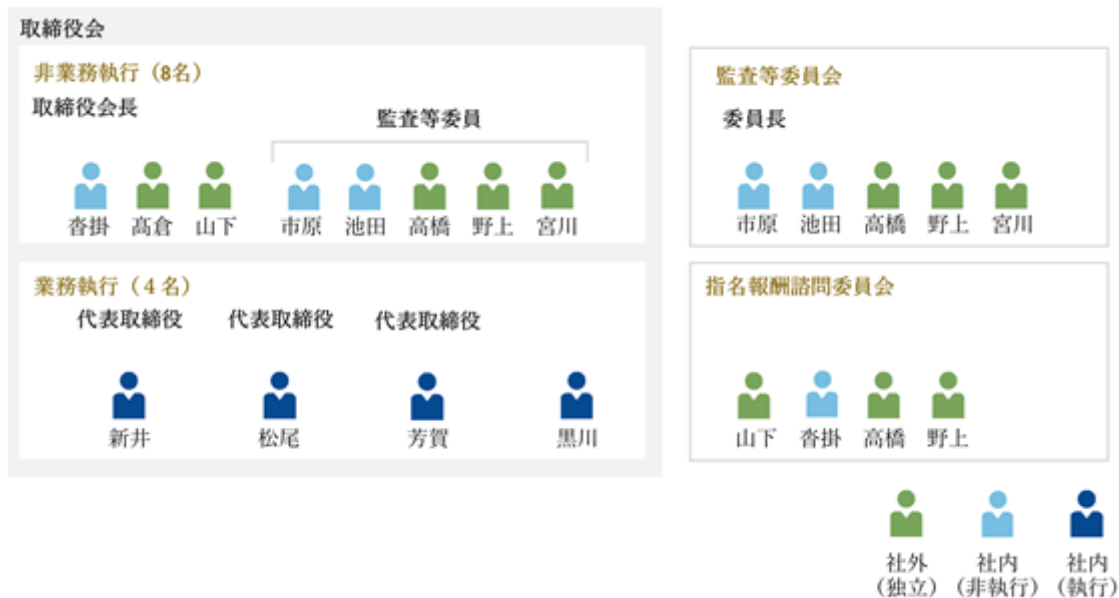 取締役会
非業務執行（8名）
取締役会長
監査等委員
沓掛 髙倉 山下 市原 池田 高橋 野上 宮川
業務執行（４名）
代表取締役 代表取締役 代表取締役
新井 松尾 芳賀 黒川
監査等委員会
委員長
市原 池田 高橋 野上 宮川
指名報酬諮問委員会
山下 沓掛 高橋 野上
社外 社内 社内
（独立） （非執行） （執行）